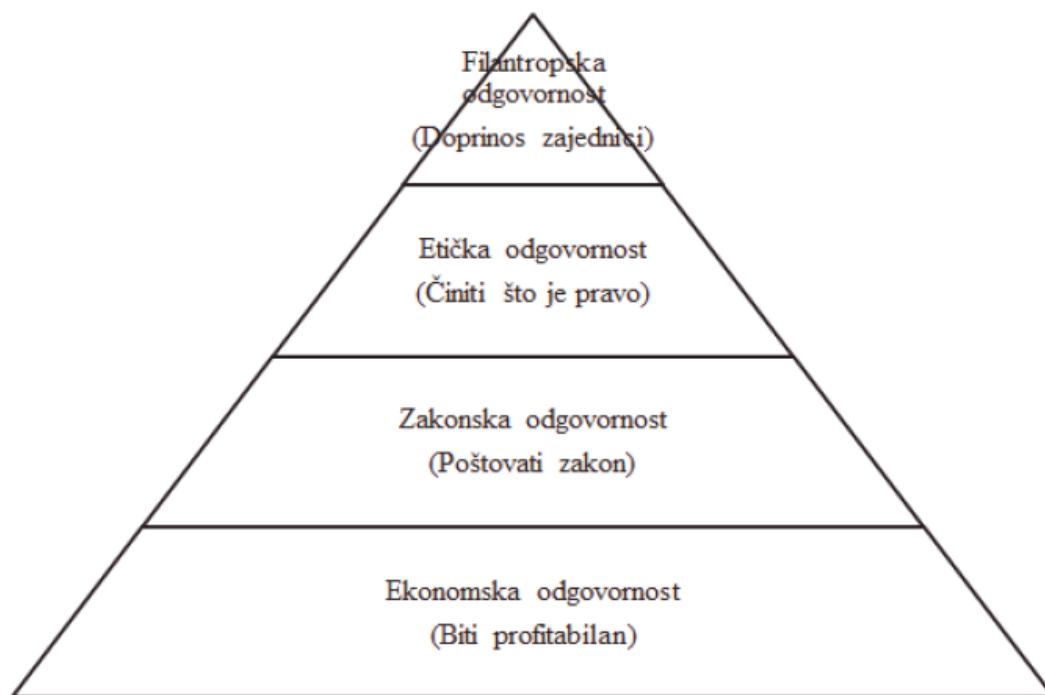 Filantropska
odgovornost
(Doprinos zajednici)
Etička odgovornost
(Činiti što je pravo)
Zakonska odgovornost
(Poštovati zakon)
Ekonomska odgovornost
(Biti profitabilan)